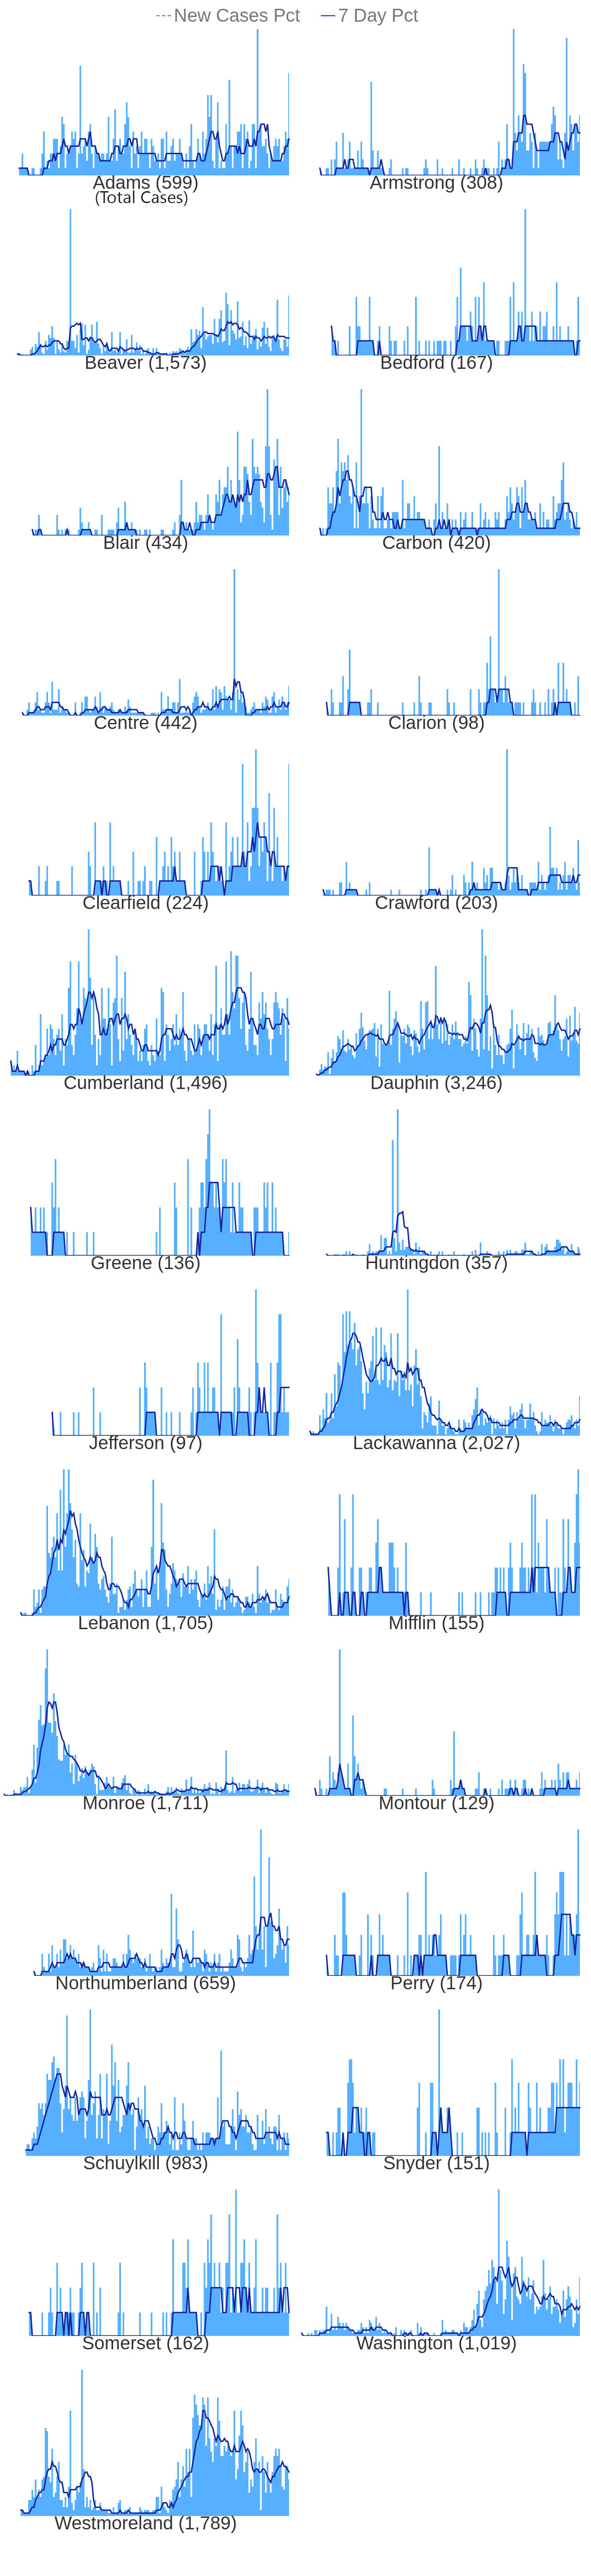 New Cases Pct 7 Day Pct
Adams (599) Armstrong (308)
(Total Cases)
Beaver (1,573) Bedford (167)
Blair (434) Carbon (420)
Centre (442) Clarion (98)
Clearfield (224) Crawford (203)
Cumberland (1,496) Dauphin (3,246)
Greene (136) Huntingdon (357)
Jefferson (97) Lackawanna (2,027)
Lebanon (1,705) Mifflin (155)
Monroe (1,711) Montour (129)
Northumberland (659) Perry (174)
Schuylkill (983) Snyder (151)
Somerset (162) Washington (1,019)
Westmoreland (1,789)